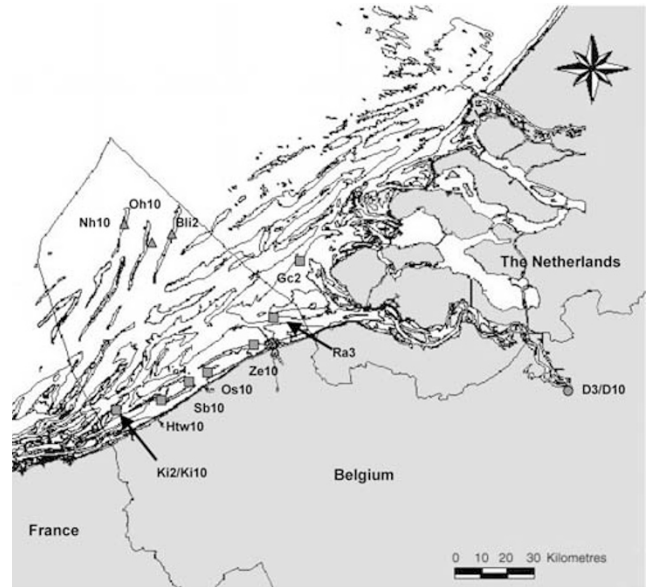 Oh10
Nh10
Bli2
The Netherlands
Gc2
Ra3
Ze10
D3/D10
Os10
Sb10
Htw10
Ki2/Ki10
Belgium
France
0 10 20 30 Kilometres